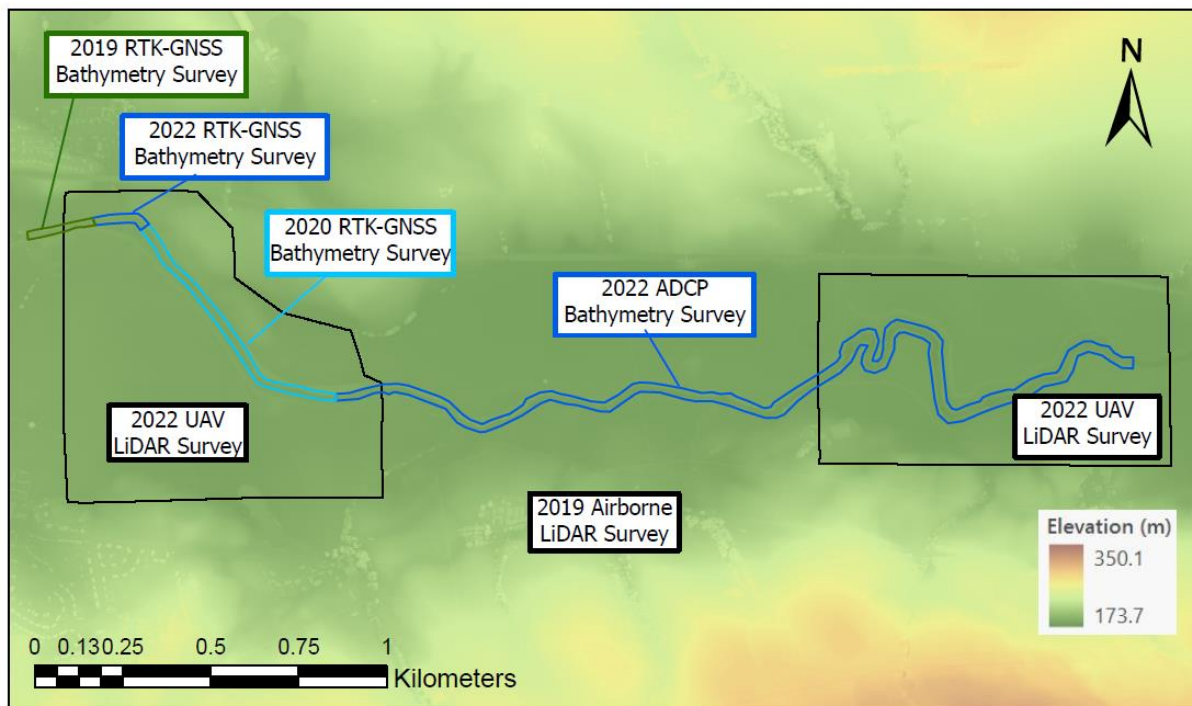 2019 RTK-GNSS
Bathymetry Survey
N
2022 RTK-GNSS
Bathymetry Survey
2020 RTK-GNSS
Bathymetry Survey
2022 ADCP
Bathymetry Survey
2022 UAV
LiDAR Survey
2022 UAV
LiDAR Survey
2019 Airborne
LiDAR Survey
Elevation (m)
350.1
173.7
0 0.130.25 0.5 0.75 1
Kilometers